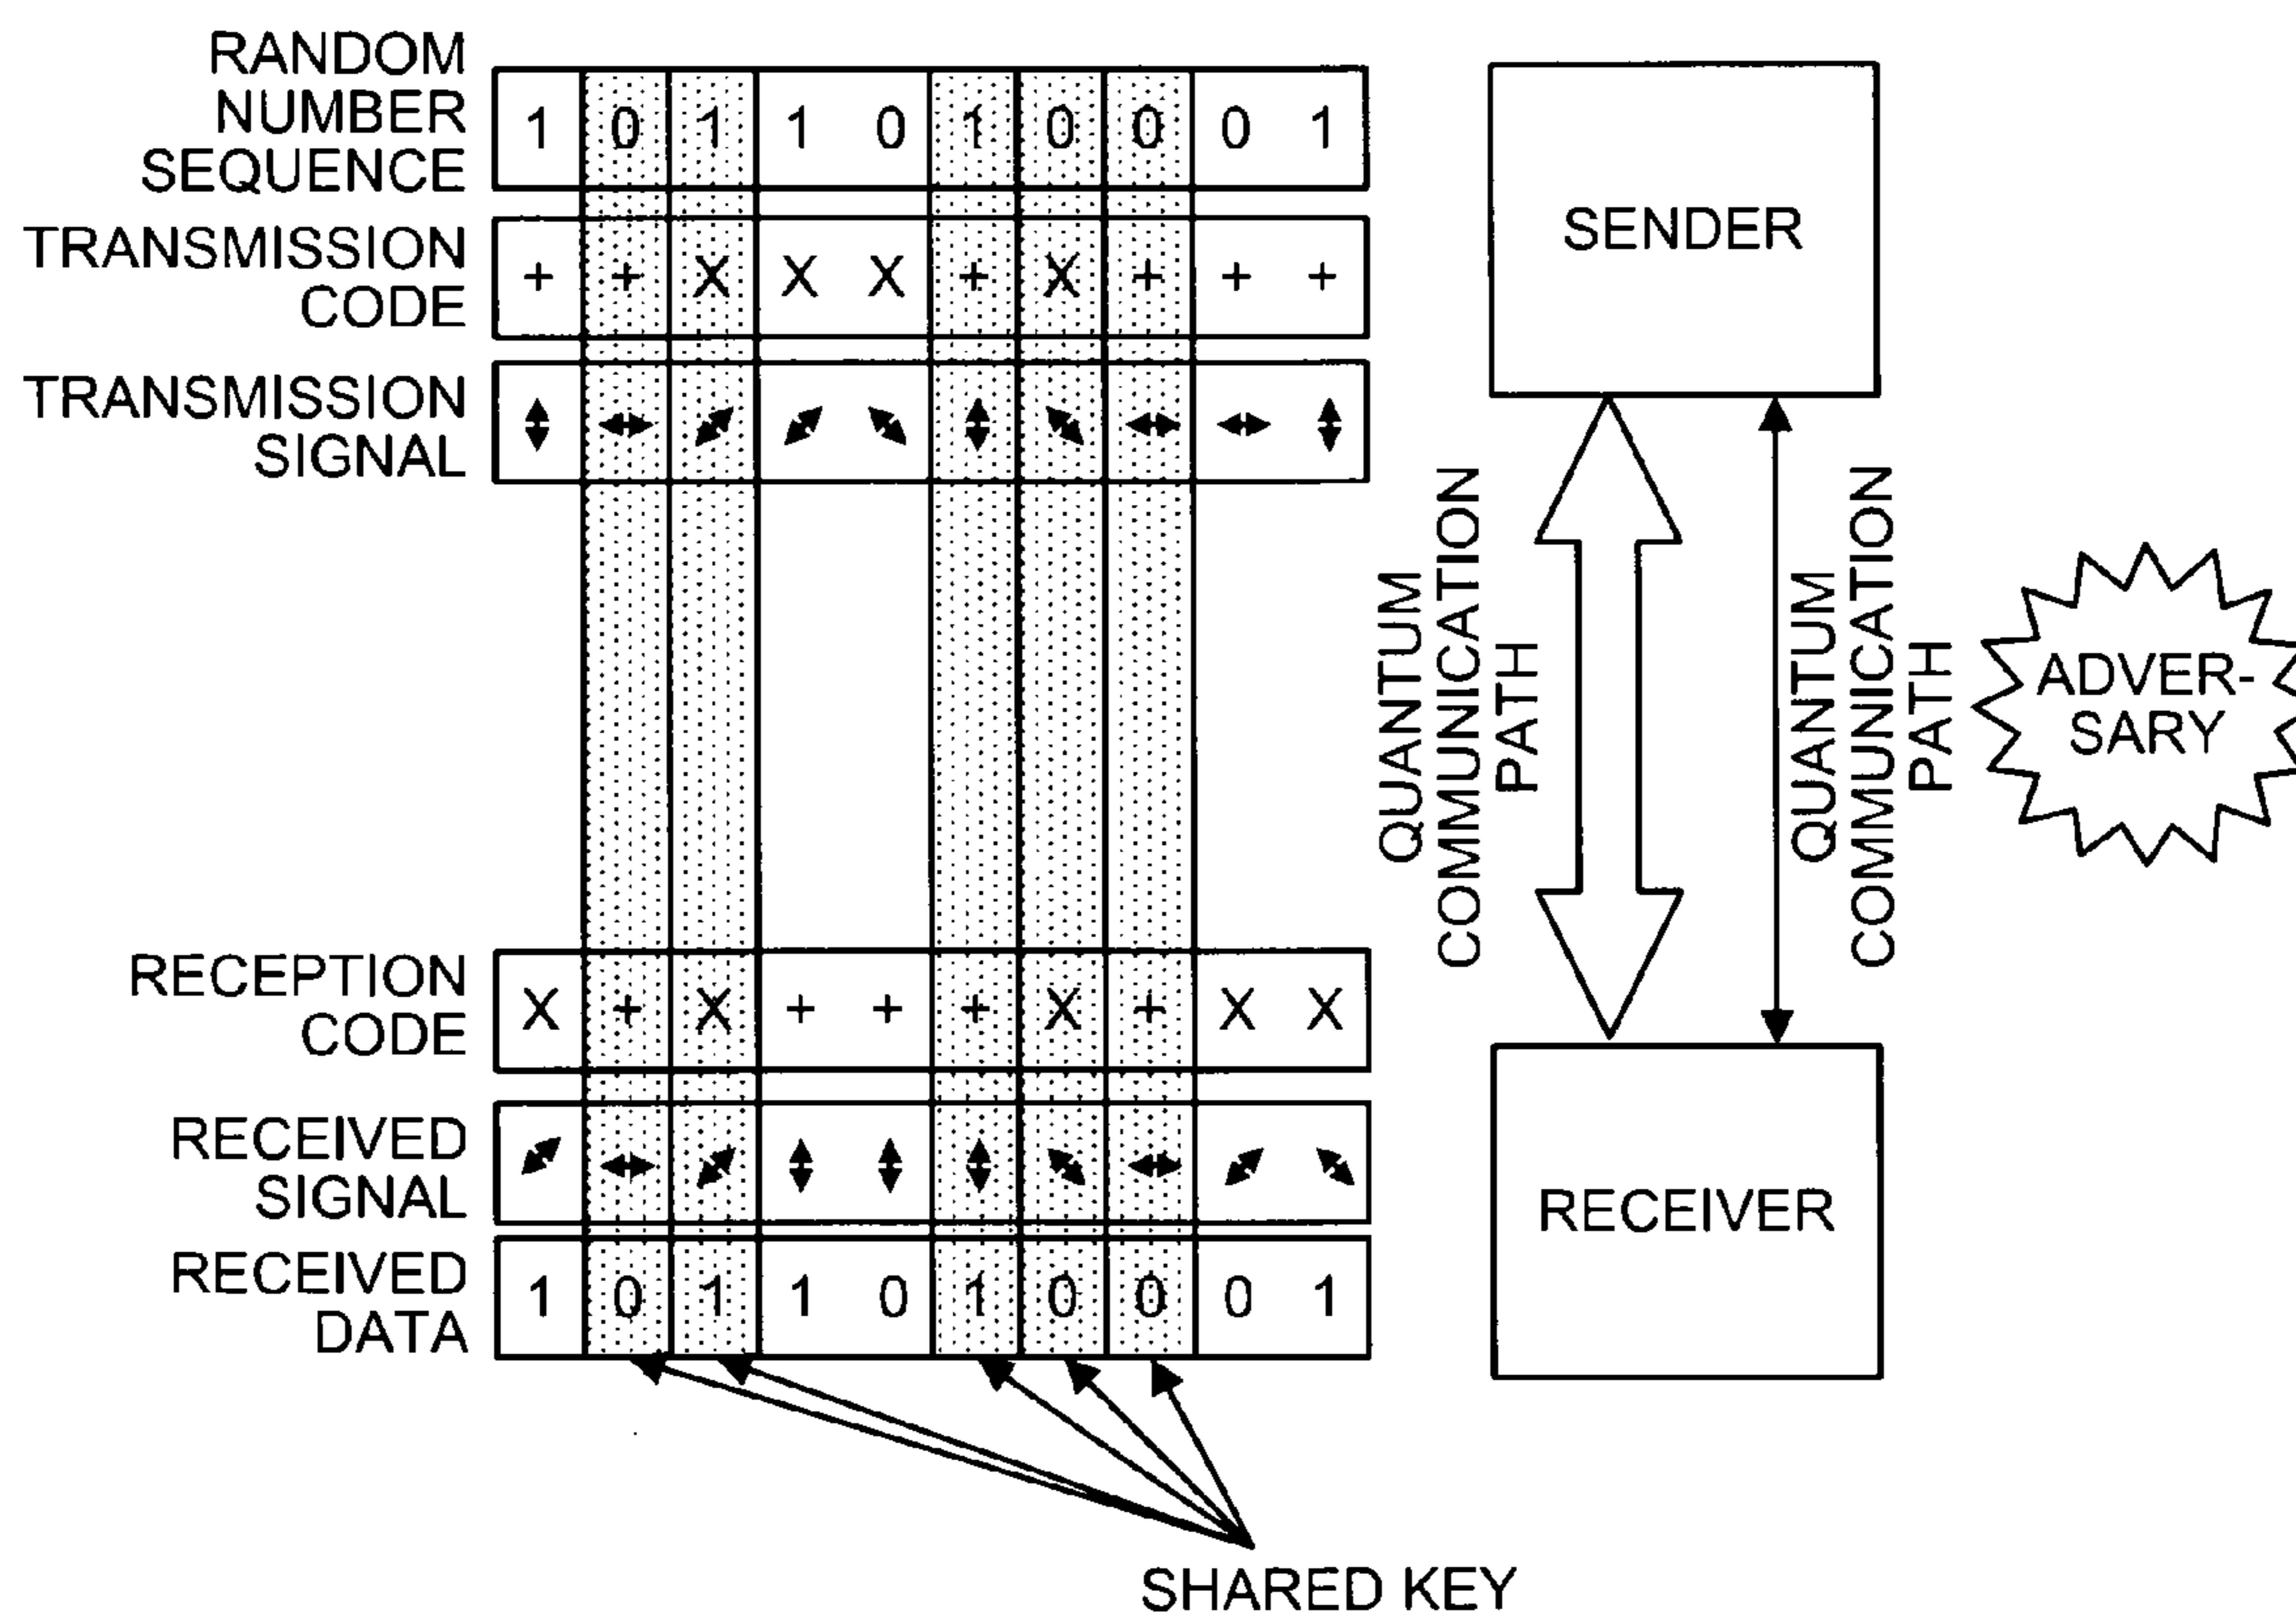 RANDOM
NUMBER
SEQUENCE
1 0 1 1 0 1 0 0 0 1
TRANSMISSION
CODE
+ + X X X + X + + +
TRANSMISSION
SIGNAL
RECEPTION
CODE
X + X + + + X + X X
RECEIVED
SIGNAL
RECEIVED
DATA
1 0 1 1 0 1 0 0 0 1
SHARED KEY
SENDER
QUANTUM
COMMUNICATION
PATH
QUANTUM
COMMUNICATION
PATH
ADVER-
SARY
RECEIVER